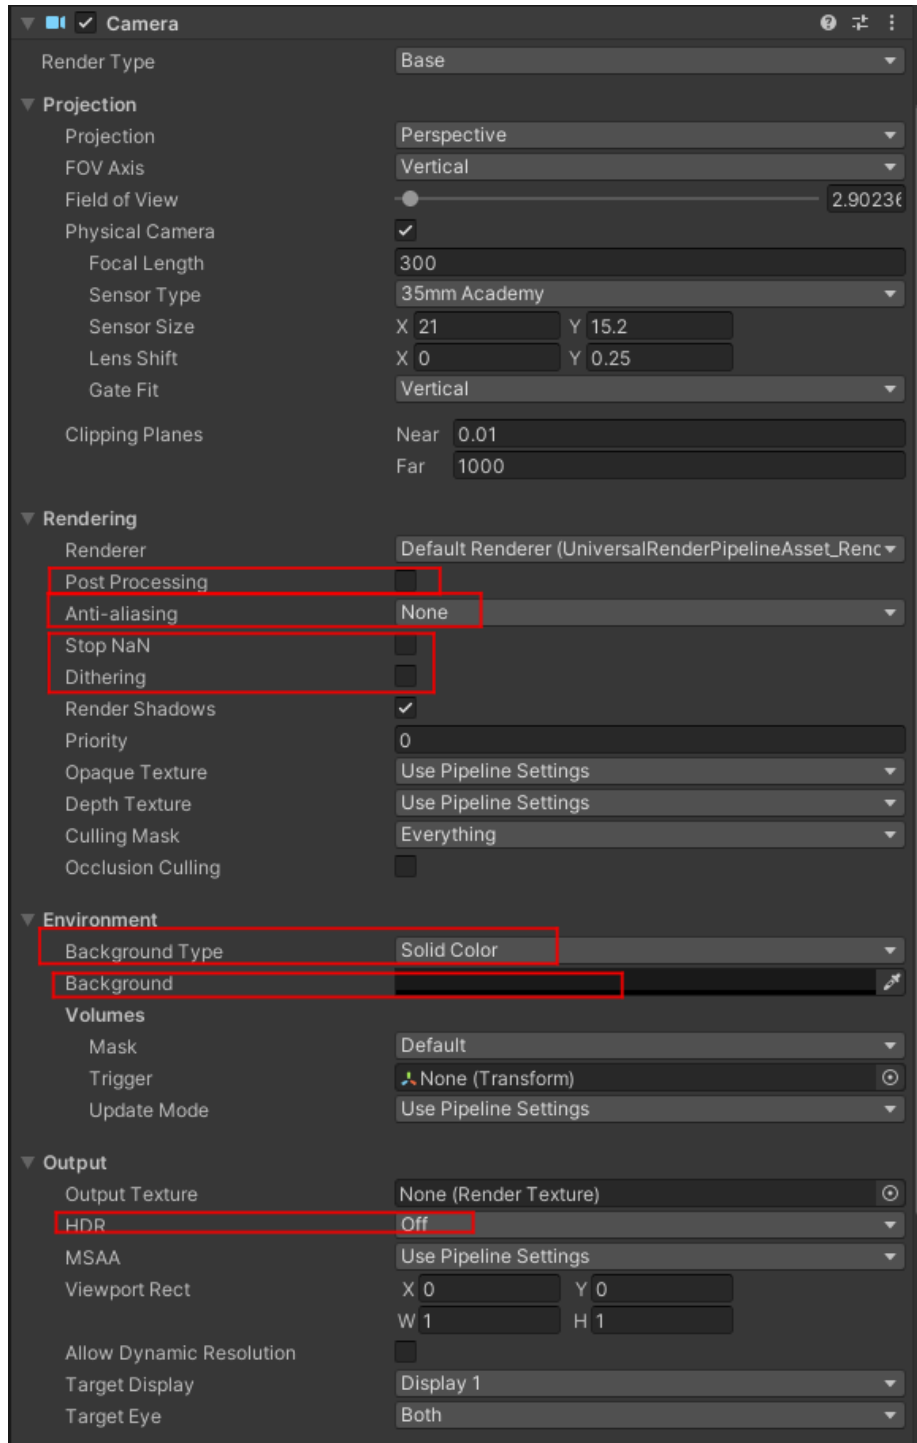 Camera
Render Type Base
Projection
Projection Perspective
FOV Axis Vertical
Field of View 2.90236
Physical Camera
Focal Length 300
Sensor Type 35mm Academy
Sensor Size X 21 Y 15.2
Lens Shift X 0 Y 0.25
Gate Fit Vertical
Clipping Planes Near 0.01
Far 1000
Rendering
Renderer Default Renderer (UniversalRenderPipelineAsset_Renc
Post Processing
Anti-aliasing None
Stop NaN
Dithering
Render Shadows
Priority 0
Opaque Texture Use Pipeline Settings
Depth Texture Use Pipeline Settings
Culling Mask Everything
Occlusion Culling
Environment
Background Type Solid Color
Background
Volumes
Mask Default
Trigger None (Transform)
Update Mode Use Pipeline Settings
Output
Output Texture None (Render Texture)
HDR Off
MSAA Use Pipeline Settings
Viewport Rect X 0 Y 0
W 1 H 1
Allow Dynamic Resolution
Target Display Display 1
Target Eye Both